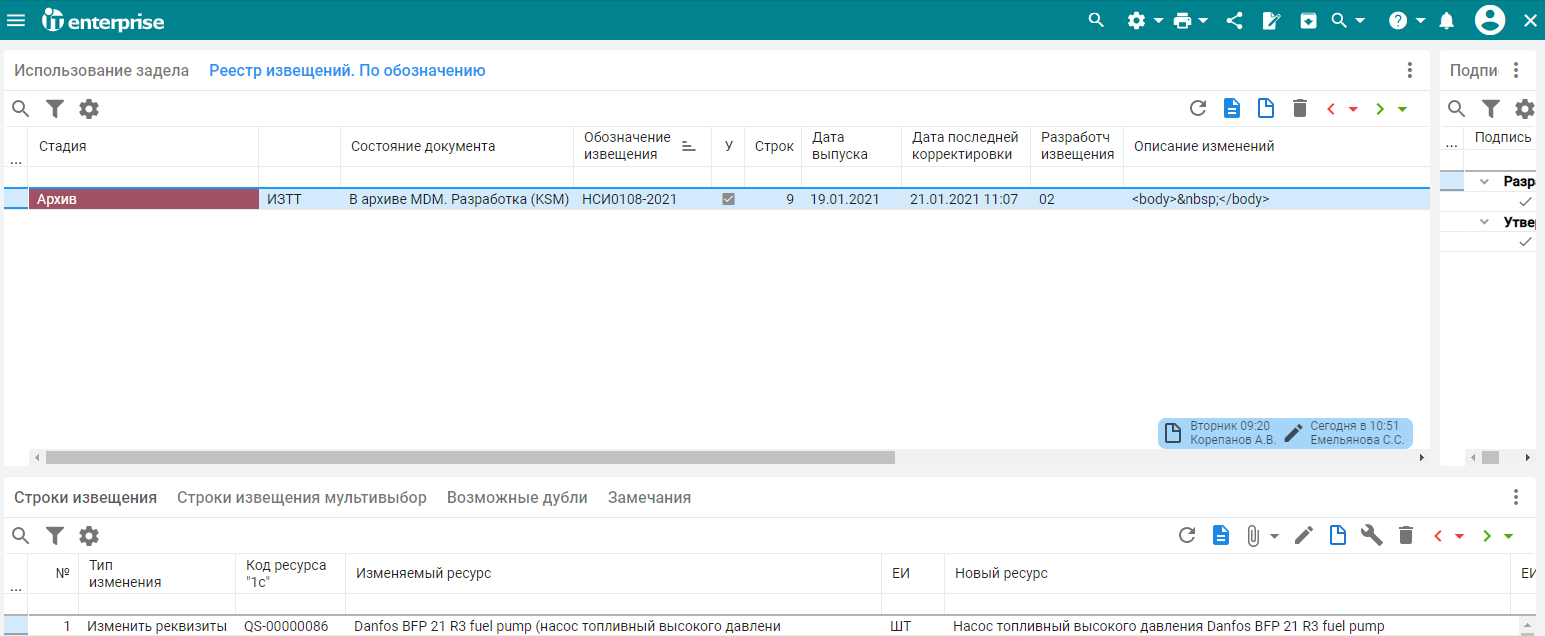 it enterprise
Использование задела Реестр извещений. По обозначению
Подпи
... Стадия Состояние документа Обозначение извещения У Строк Дата выпуска Дата последней корректировки Разработч извещения Описание изменений
... Подпись
Архив ИЗТТ В архиве MDM. Разработка (KSM) НСИ0108-2021 9 19.01.2021 21.01.2021 11:07 02 <body>&nbsp;</body>
Разр
Утве
Вторник 09:20 Сегодня в 10:51
Корепанов А.В. Емельянова С.С.
Строки извещения Строки извещения мультивыбор Возможные дубли Замечания
... № Тип изменения Код ресурса "1с" Изменяемый ресурс ЕИ Новый ресурс ЕИ
1 Изменить реквизиты QS-00000086 Danfos BFP 21 R3 fuel pump (насос топливный высокого давлени ШТ Насос топливный высокого давления Danfos BFP 21 R3 fuel pump